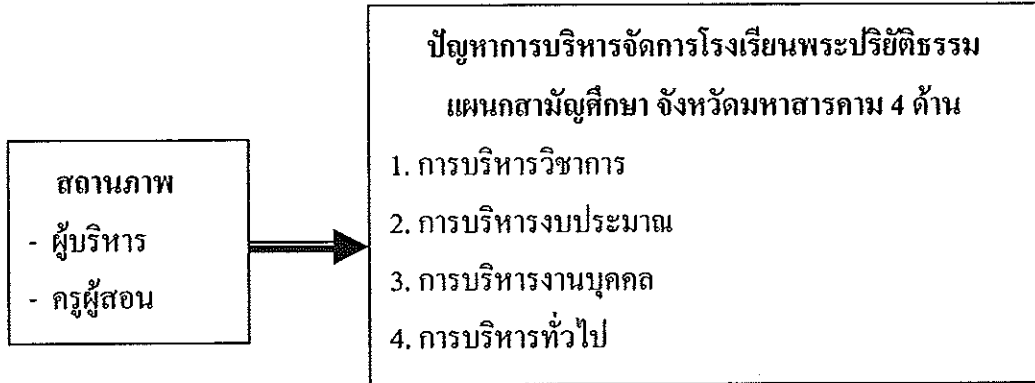 สถานภาพ
- ผู้บริหาร
- ครูผู้สอน
ปัญหาการบริหารจัดการโรงเรียนพระปริยัติธรรม
แผนกสามัญศึกษา จังหวัดมหาสารคาม 4 ด้าน
1. การบริหารวิชาการ
2. การบริหารงบประมาณ
3. การบริหารงานบุคคล
4. การบริหารทั่วไป